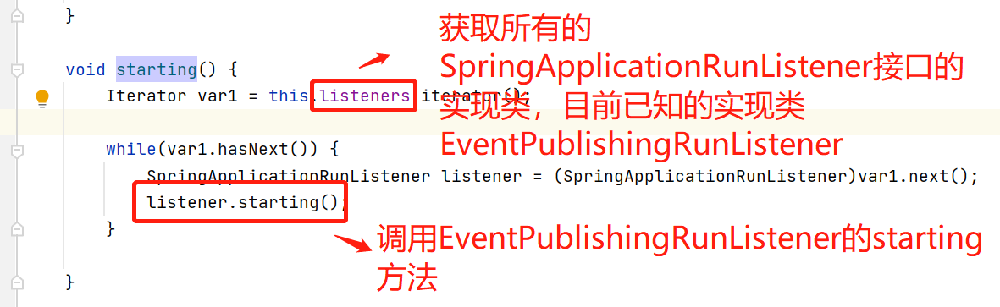 }
获取所有的
SpringApplicationRunListener接口的
void starting() {
Iterator var1 = this.listeners.iterator();
实现类，目前已知的实现类
EventPublishingRunListener
while(var1.hasNext()) {
SpringApplicationRunListener listener = (SpringApplicationRunListener)var1.next();
listener.starting();
}
调用EventPublishingRunListener的starting
方法
}